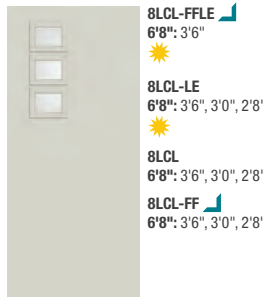 8LCL-FFLE
6'8": 3'6"
8LCL-LE
6'8": 3'6", 3'0", 2'8'
8LCL
6'8": 3'6", 3'0", 2'8'
8LCL-FF
6'8": 3'6", 3'0", 2'8'